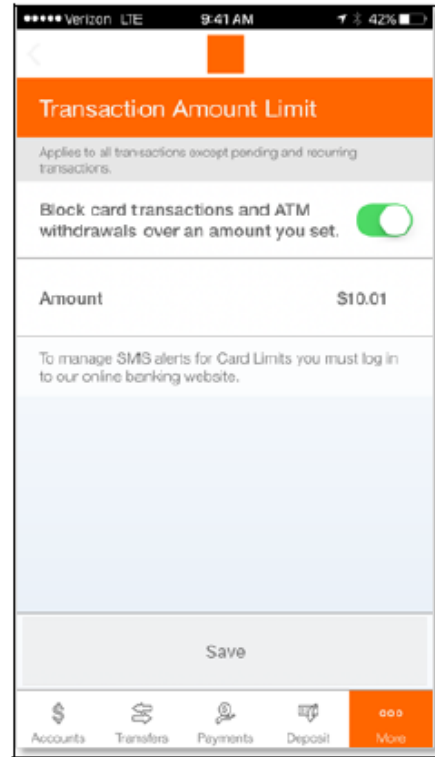 Verizon LTE 9:41 AM 42%
Transaction Amount Limit
Applies to all transactions except pending and recurring
transactions.
Block card transactions and ATM
withdrawals over an amount you set.
Amount $10.01
To manage SMS alerts for Card Limits you must log in
to our online banking website.
Save
Accounts Transfers Payments Deposit More